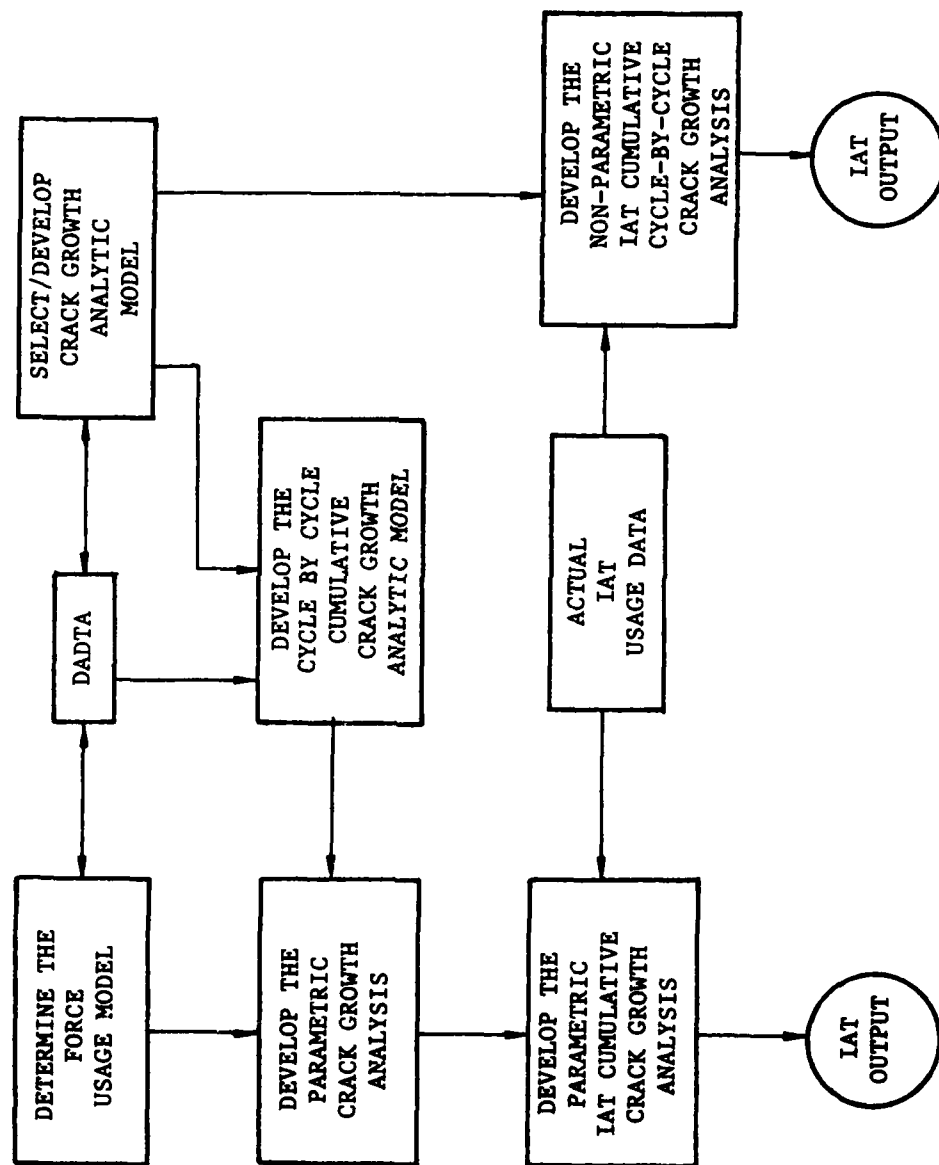 DETERMINE THE
FORCE
USAGE MODEL
DADTA
SELECT/DEVELOP
CRACK GROWTH
ANALYTIC
MODEL
DEVELOP THE
PARAMETRIC
CRACK GROWTH
ANALYSIS
DEVELOP THE
CYCLE BY CYCLE
CUMULATIVE
CRACK GROWTH
ANALYTIC MODEL
DEVELOP THE
PARAMETRIC
IAT CUMULATIVE
CRACK GROWTH
ANALYSIS
ACTUAL
IAT
USAGE DATA
DEVELOP THE
NON-PARAMETRIC
IAT CUMULATIVE
CYCLE-BY-CYCLE
CRACK GROWTH
ANALYSIS
IAT
OUTPUT
IAT
OUTPUT